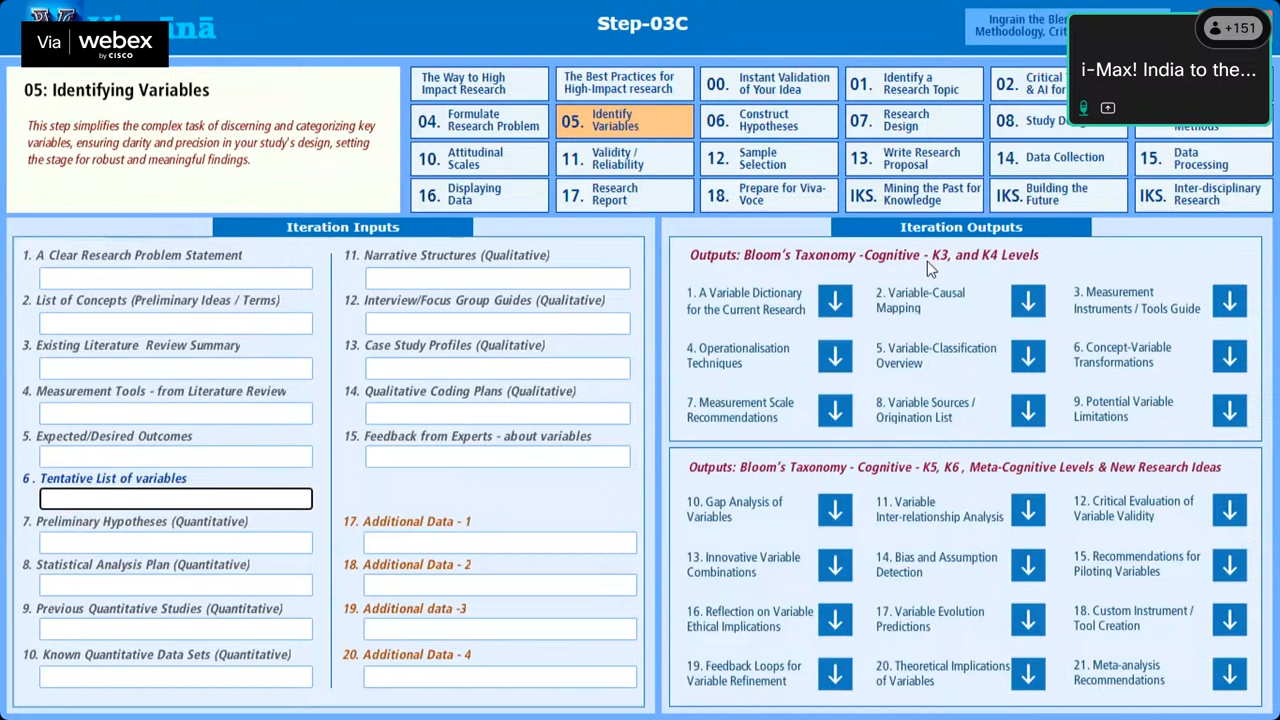 Via webex
by CISCO
Step-03C
Ingrain the
Methodology,
+151
i-Max! India to the...
05: Identifying Variables
This step simplifies the complex task of discerning and categorizing key
variables, ensuring clarity and precision in your study's design, setting
the stage for robust and meaningful findings.
The Way to High
Impact Research
The Best Practices for
High-Impact research
00. Instant Validation
of Your Idea
01. Identify a
Research Topic
02. Critical
& AI for
04. Formulate
Research Problem
05. Identify
Variables
06. Construct
Hypotheses
07. Research
Design
08. Study
Methods
10. Attitudinal
Scales
11. Validity /
Reliability
12. Sample
Selection
13. Write Research
Proposal
14. Data Collection
15. Data
Processing
16. Displaying
Data
17. Research
Report
18. Prepare for Viva-
Voce
IKS. Mining the Past for
Knowledge
IKS. Building the
Future
IKS. Inter-disciplinary
Research
Iteration Inputs
1. A Clear Research Problem Statement
2. List of Concepts (Preliminary Ideas / Terms)
3. Existing Literature Review Summary
4. Measurement Tools - from Literature Review
5. Expected/Desired Outcomes
6 . Tentative List of variables
7. Preliminary Hypotheses (Quantitative)
8. Statistical Analysis Plan (Quantitative)
9. Previous Quantitative Studies (Quantitative)
10. Known Quantitative Data Sets (Quantitative)
11. Narrative Structures (Qualitative)
12. Interview/Focus Group Guides (Qualitative)
13. Case Study Profiles (Qualitative)
14. Qualitative Coding Plans (Qualitative)
15. Feedback from Experts - about variables
17. Additional Data - 1
18. Additional Data - 2
19. Additional data -3
20. Additional Data - 4
Iteration Outputs
Outputs: Bloom's Taxonomy -Cognitive - K3, and K4 Levels
1. A Variable Dictionary
for the Current Research
2. Variable-Causal
Mapping
3. Measurement
Instruments / Tools Guide
4. Operationalisation
Techniques
5. Variable-Classification
Overview
6. Concept-Variable
Transformations
7. Measurement Scale
Recommendations
8. Variable Sources /
Origination List
9. Potential Variable
Limitations
Outputs: Bloom's Taxonomy - Cognitive - K5, K6 , Meta-Cognitive Levels & New Research Ideas
10. Gap Analysis of
Variables
11. Variable
Inter-relationship Analysis
12. Critical Evaluation of
Variable Validity
13. Innovative Variable
Combinations
14. Bias and Assumption
Detection
15. Recommendations for
Piloting Variables
16. Reflection on Variable
Ethical Implications
17. Variable Evolution
Predictions
18. Custom Instrument /
Tool Creation
19. Feedback Loops for
Variable Refinement
20. Theoretical Implications
of Variables
21. Meta-analysis
Recommendations